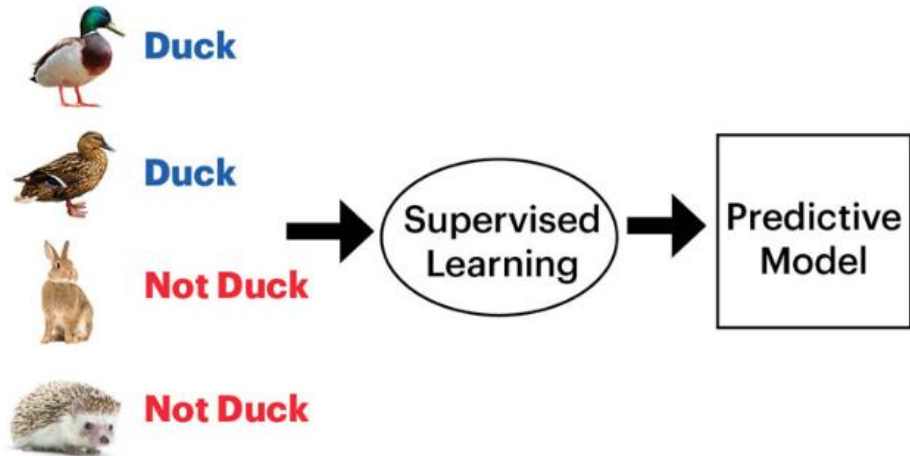 Duck
Duck
Not Duck
Not Duck
Supervised
Learning
Predictive
Model